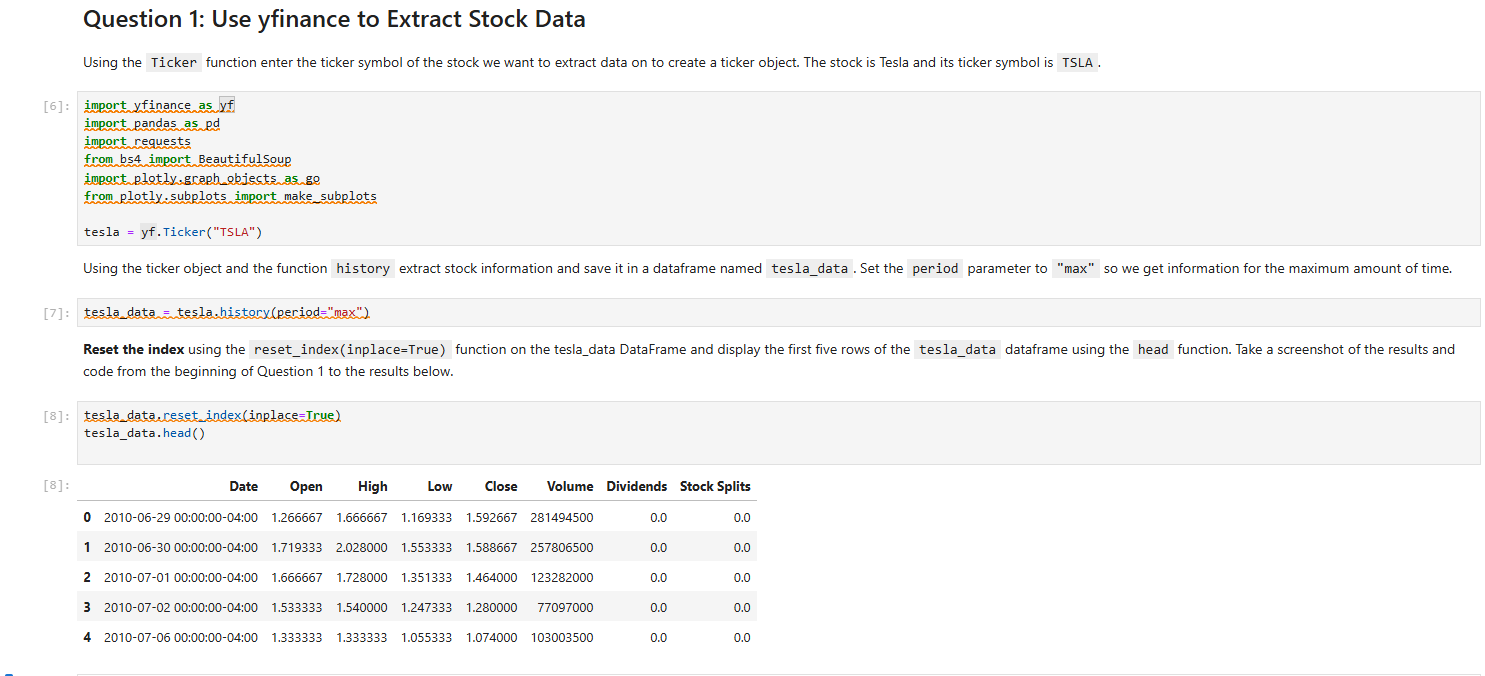 Question 1: Use yfinance to Extract Stock Data
Using the Ticker function enter the ticker symbol of the stock we want to extract data on to create a ticker object. The stock is Tesla and its ticker symbol is TSLA .
[6]: import yfinance as yf
import pandas as pd
import requests
from bs4 import BeautifulSoup
import plotly.graph_objects as go
from plotly.subplots import make_subplots
tesla = yf.Ticker("TSLA")
Using the ticker object and the function history extract stock information and save it in a dataframe named tesla_data . Set the period parameter to "max" so we get information for the maximum amount of time.
[7]: tesla_data = tesla.history(period="max")
Reset the index using the reset_index(inplace=True) function on the tesla_data DataFrame and display the first five rows of the tesla_data dataframe using the head function. Take a screenshot of the results and
code from the beginning of Question 1 to the results below.
[8]: tesla_data.reset_index(inplace=True)
tesla_data.head()
[8]: Date Open High Low Close Volume Dividends Stock Splits
0 2010-06-29 00:00:00-04:00 1.266667 1.666667 1.169333 1.592667 281494500 0.0 0.0
1 2010-06-30 00:00:00-04:00 1.719333 2.028000 1.553333 1.588667 257806500 0.0 0.0
2 2010-07-01 00:00:00-04:00 1.666667 1.728000 1.351333 1.464000 123282000 0.0 0.0
3 2010-07-02 00:00:00-04:00 1.533333 1.540000 1.247333 1.280000 77097000 0.0 0.0
4 2010-07-06 00:00:00-04:00 1.333333 1.333333 1.055333 1.074000 103003500 0.0 0.0